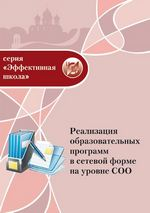 серия
«Эффективная
школа»
Реализация
образовательных
программ
в сетевой форме
на уровне СОО